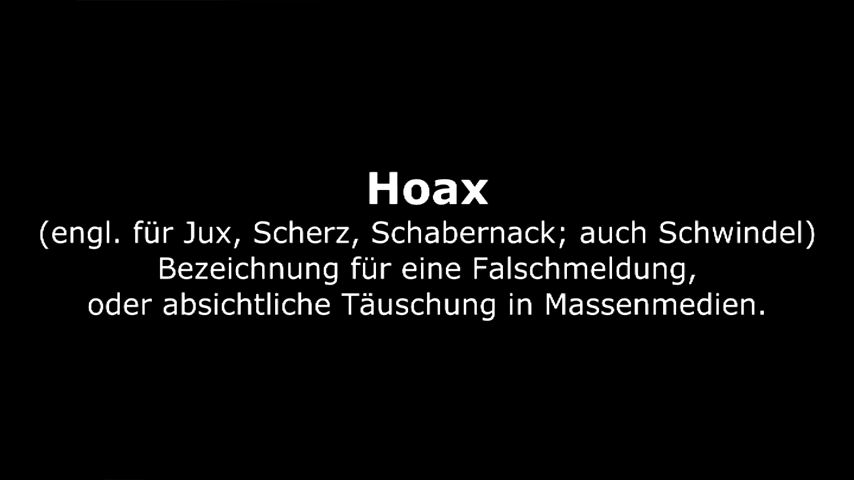 Hoax
(engl. für Jux, Scherz, Schabernack; auch Schwindel)
Bezeichnung für eine Falschmeldung,
oder absichtliche Täuschung in Massenmedien.